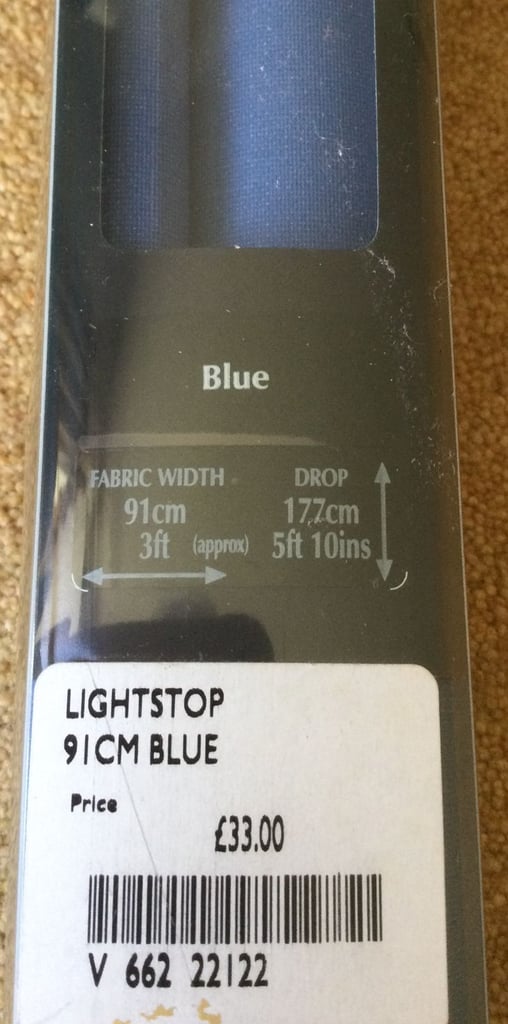 Blue
FABRIC WIDTH DROP
91cm 177cm
3ft (approx) 5ft 10ins
LIGHTSTOP
91CM BLUE
Price
£33.00
V 662 22122